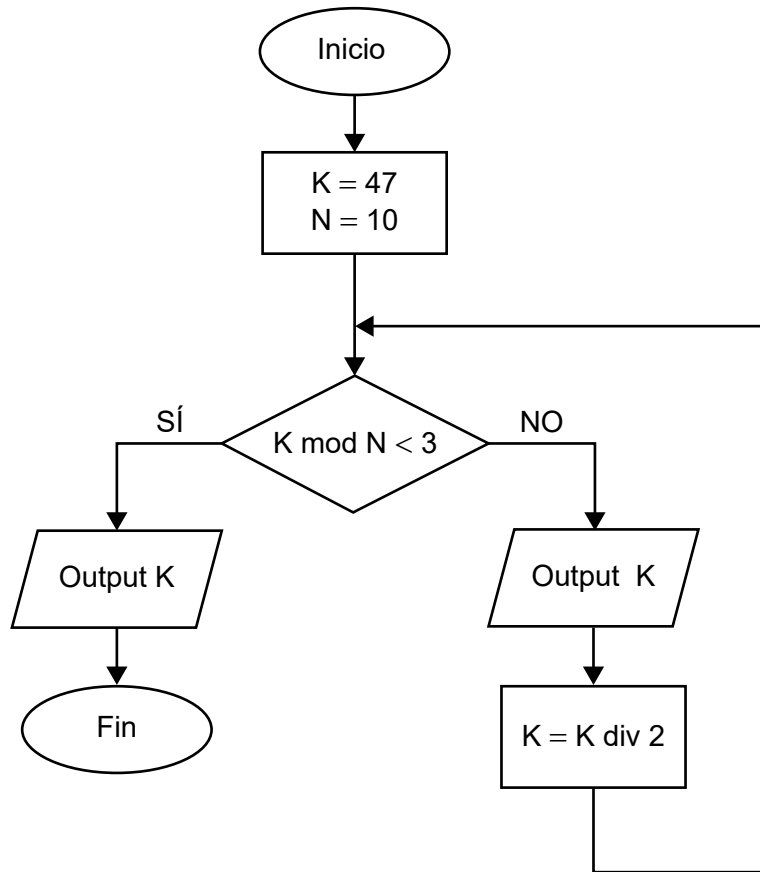 Inicio
K = 47
N = 10
SÍ
K mod N < 3
NO
Output K
Output K
Fin
K = K div 2